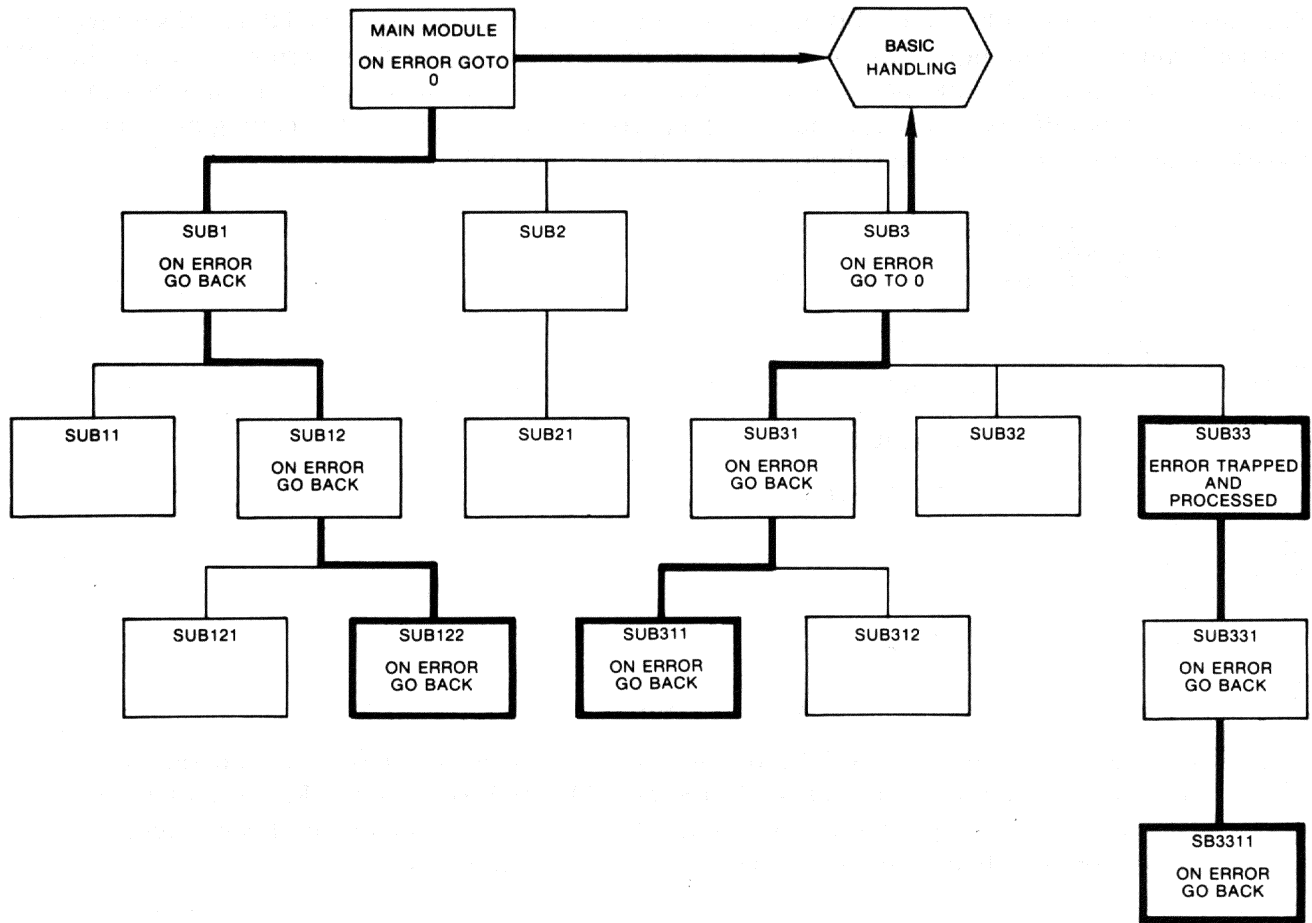 MAIN MODULE
ON ERROR GOTO
0
BASIC
HANDLING
SUB1
ON ERROR
GO BACK
SUB2
SUB3
ON ERROR
GO TO 0
SUB11
SUB12
ON ERROR
GO BACK
SUB21
SUB31
ON ERROR
GO BACK
SUB32
SUB33
ERROR TRAPPED
AND
PROCESSED
SUB121
SUB122
ON ERROR
GO BACK
SUB311
ON ERROR
GO BACK
SUB312
SUB331
ON ERROR
GO BACK
SB3311
ON ERROR
GO BACK